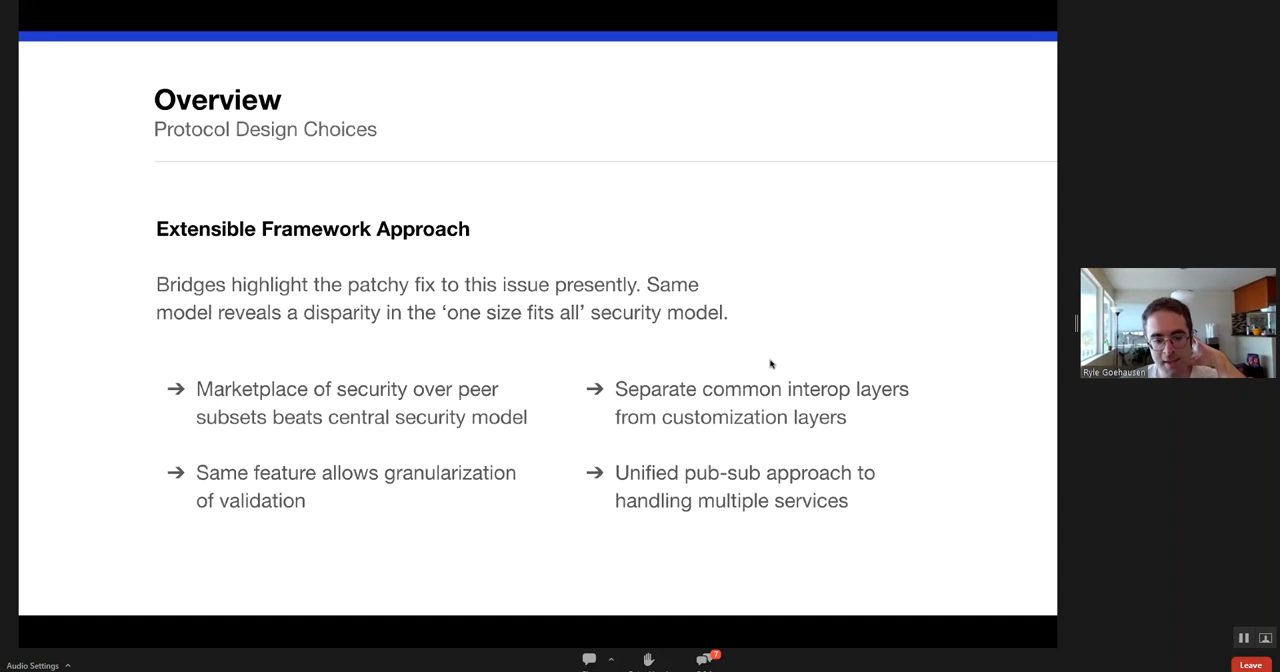 Overview
Protocol Design Choices
Extensible Framework Approach
Bridges highlight the patchy fix to this issue presently. Same
model reveals a disparity in the ‘one size fits all’ security model.
➔ Marketplace of security over peer
subsets beats central security model
➔ Same feature allows granularization
of validation
➔ Separate common interop layers
from customization layers
➔ Unified pub-sub approach to
handling multiple services
Ryle Goehausen
Audio Settings
7
Leave